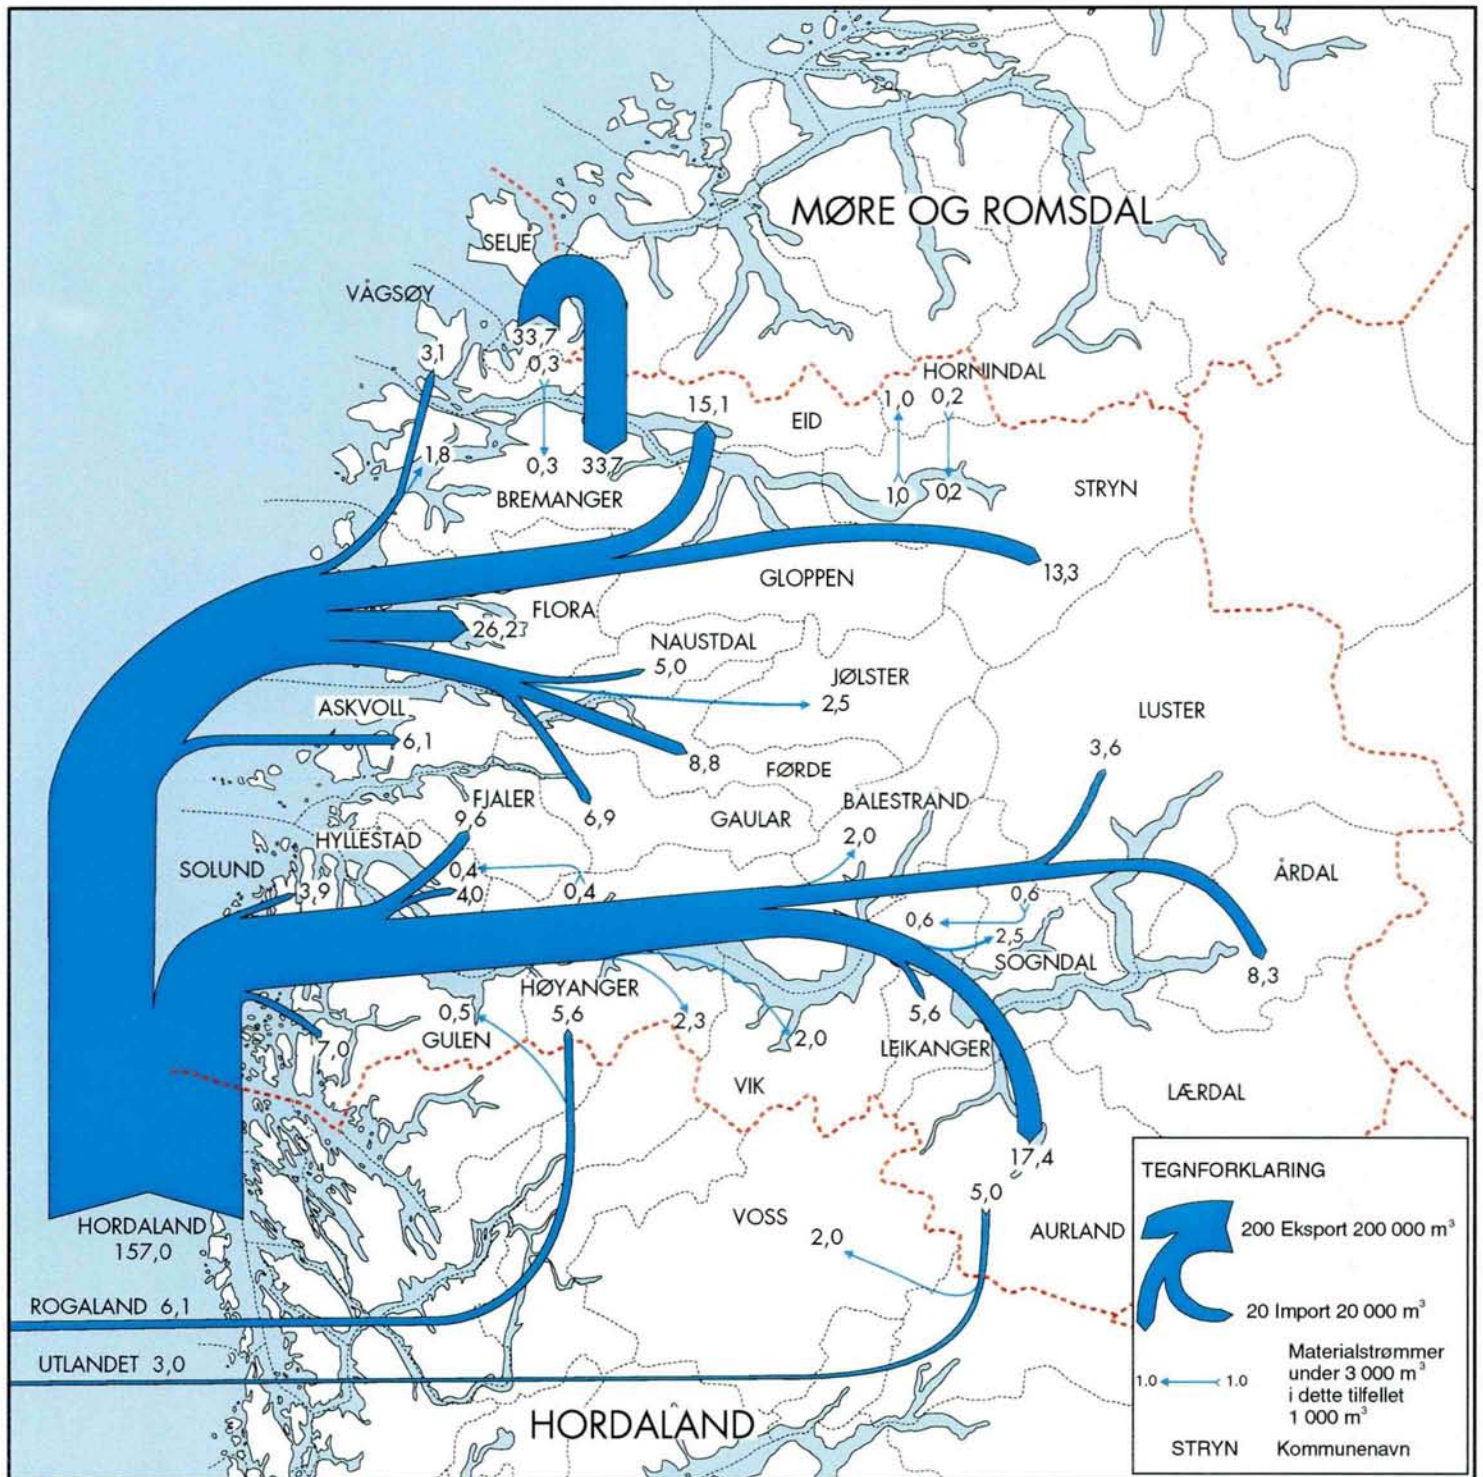 MØRE OG ROMSDAL
SELJE
VÅGSØY
33,7
3,1
0,3
HORNINDAL
1,0
0,2
15,1
EID
1,8
0,3
33,7
BREMANGER
1,0
0,2
STRYN
13,3
GLOPPEN
FLORA
26,2
NAUSTDAL
5,0
JØLSTER
2,5
ASKVOLL
6,1
LUSTER
3,6
8,8
FØRDE
FJALER
9,6
6,9
GAULAR
BALESTRAND
2,0
HYLLESTAD
SOLUND
3,9
0,4
4,0
0,4
ÅRDAL
0,6
0,6
2,5
SOGNDAL
8,3
HØYANGER
5,6
0,5
GULEN
7,0
2,3
2,0
5,6
LEIKANGER
VIK
LÆRDAL
17,4
5,0
VOSS
2,0
AURLAND
HORDALAND
157,0
ROGALAND 6,1
UTLANDET 3,0
HORDALAND
TEGNFORKLARING
200 Eksport 200 000 m³
20 Import 20 000 m³
Materialstrømmer
under 3 000 m³
1.0 1.0
i dette tilfellet
1 000 m³
STRYN Kommunenavn